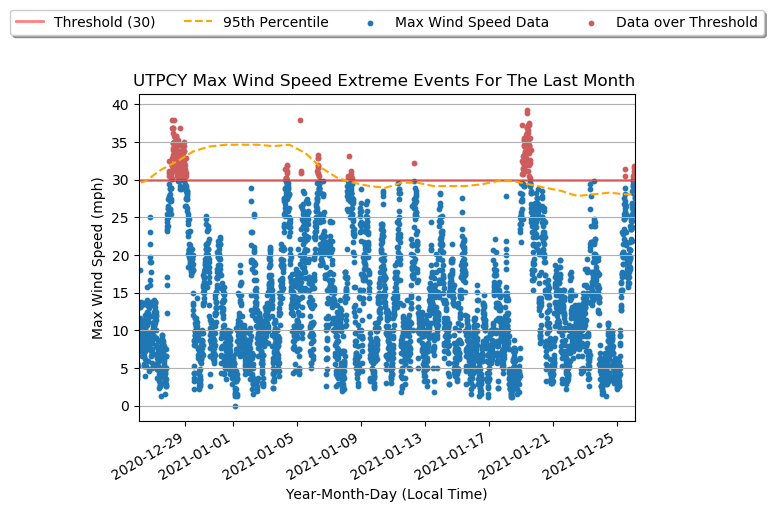 Threshold (30) 95th Percentile Max Wind Speed Data Data over Threshold
UTPCY Max Wind Speed Extreme Events For The Last Month
Max Wind Speed (mph)
40
35
30
25
20
15
10
5
0
2020-12-29 2021-01-01 2021-01-05 2021-01-09 2021-01-13 2021-01-17 2021-01-21 2021-01-25
Year-Month-Day (Local Time)